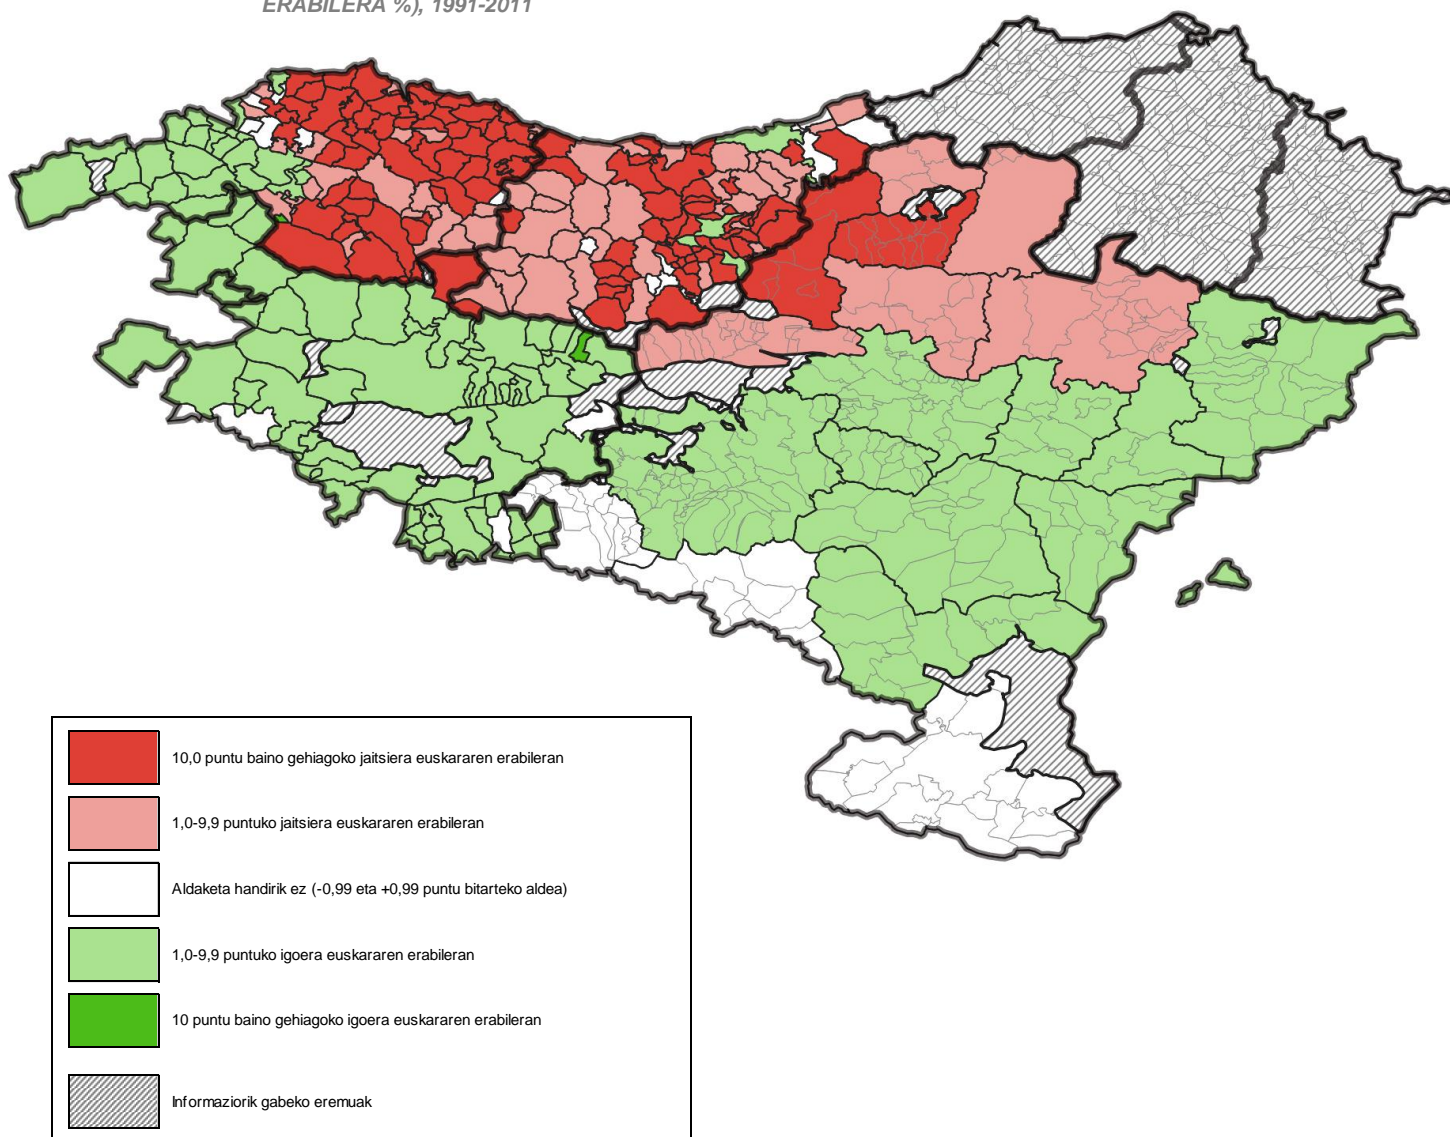 ERABILERA %), 1991-2011
10,0 puntu baino gehiagoko jaitsiera euskararen erabileran
1,0-9,9 puntuko jaitsiera euskararen erabileran
Aldaketa handirik ez (-0,99 eta +0,99 puntu bitarteko aldea)
1,0-9,9 puntuko igoera euskararen erabileran
10 puntu baino gehiagoko igoera euskararen erabileran
Informaziorik gabeko eremuak